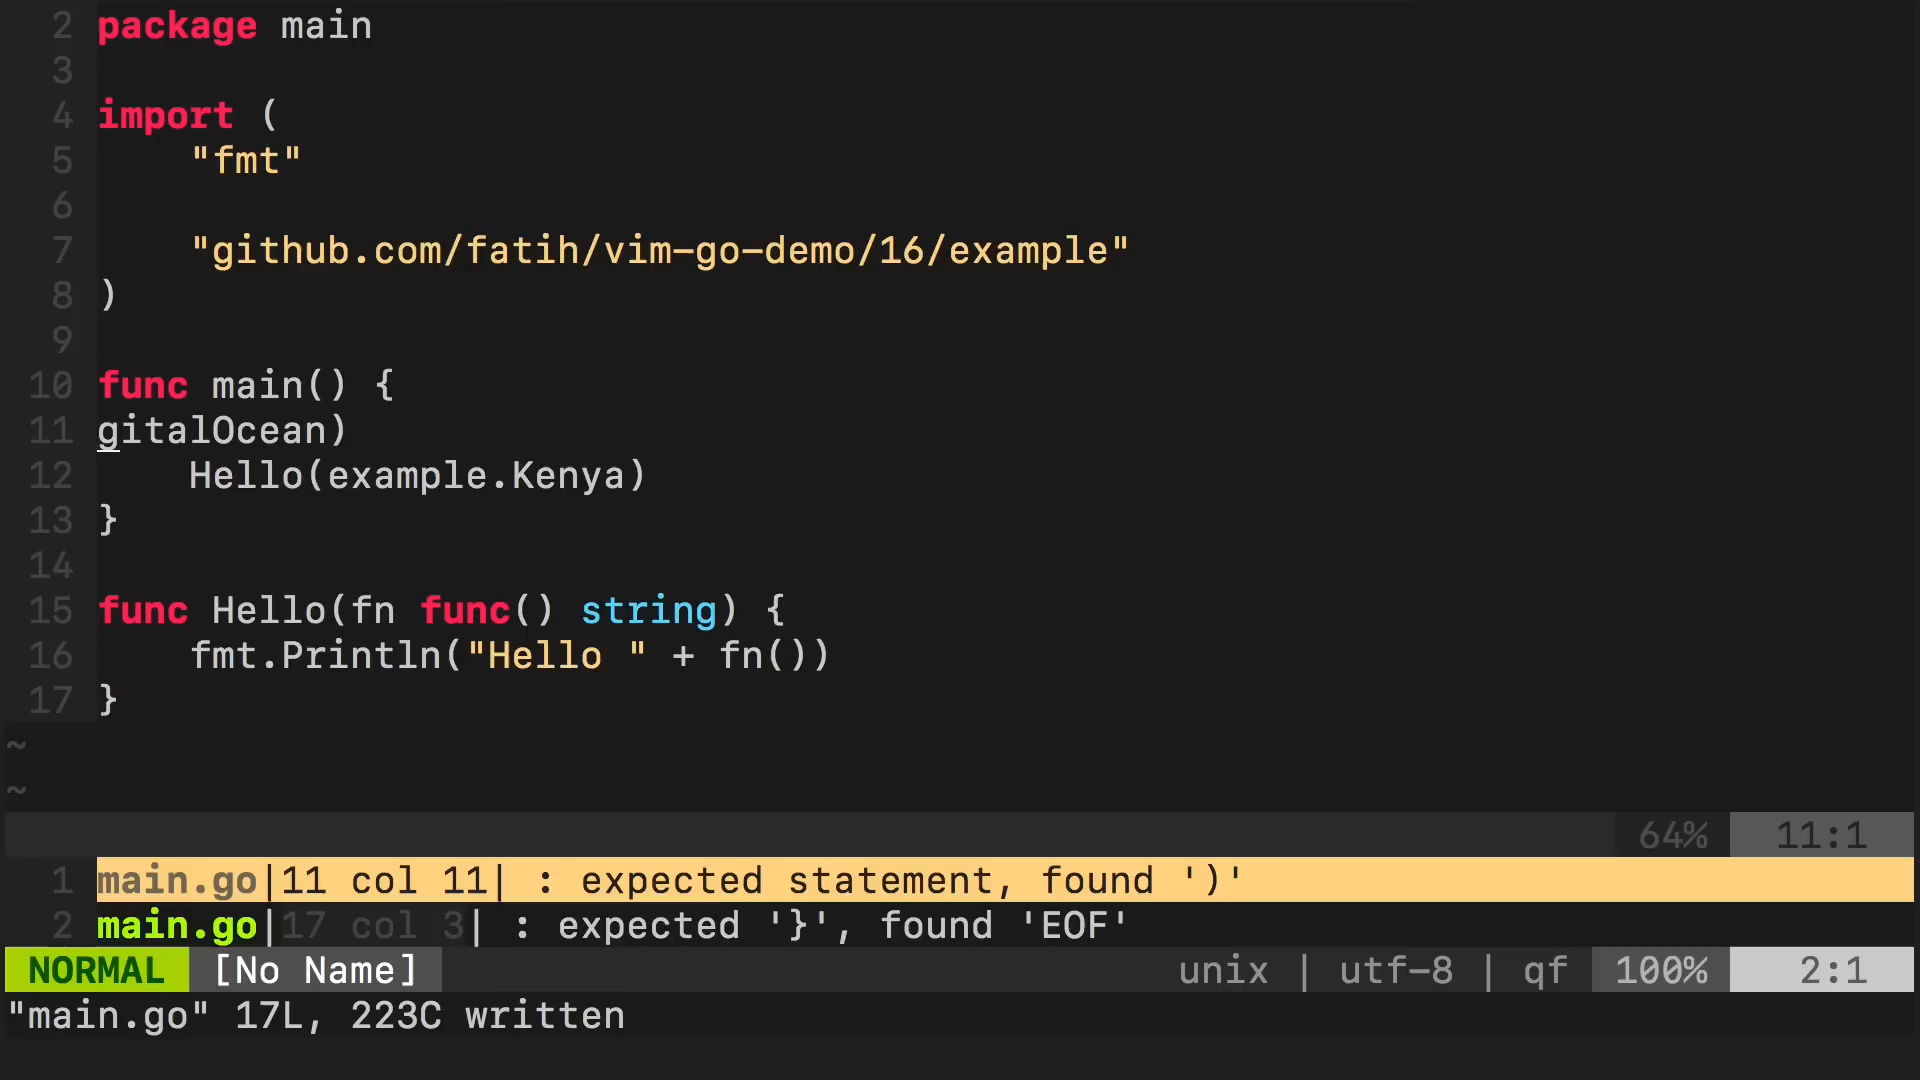 2 package main
3
4 import (
5     "fmt"
6
7     "github.com/fatih/vim-go-demo/16/example"
8 )
9
10 func main() {
11 gitalOcean)
12     Hello(example.Kenya)
13 }
14
15 func Hello(fn func() string) {
16     fmt.Println("Hello " + fn())
17 }
~
~
64% 11:1
1 main.go|11 col 11| : expected statement, found ')'
2 main.go|17 col 3| : expected '}', found 'EOF'
NORMAL [No Name] unix | utf-8 | qf 100% 2:1
"main.go" 17L, 223C written